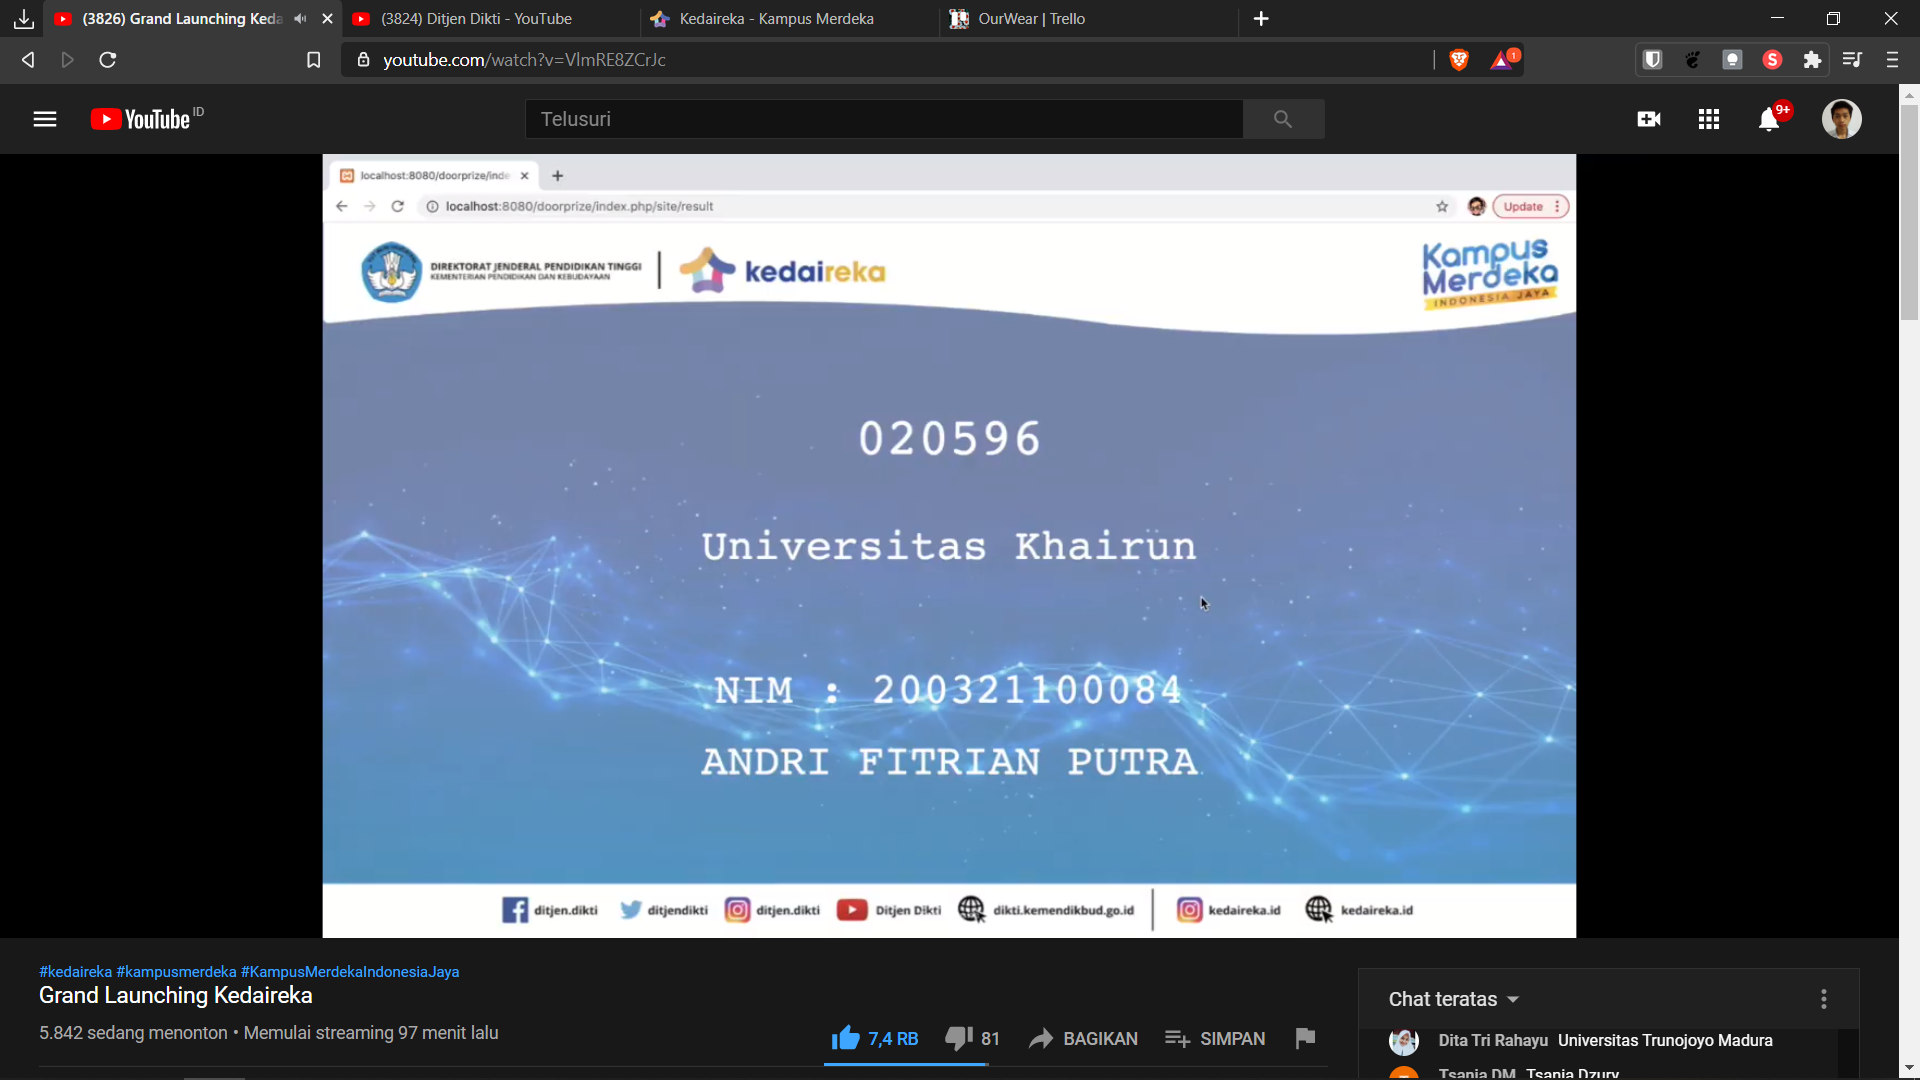 (3826) Grand Launching Keda
(3824) Ditjen Dikti - YouTube
Kedaireka - Kampus Merdeka
OurWear | Trello
youtube.com/watch?v=VlmRE8ZCrJc
1
S
YouTube ID
Telusuri
9+
localhost:8080/doorprize/inde
localhost:8080/doorprize/index.php/site/result
Update
DIREKTORAT JENDERAL PENDIDIKAN TINGGI
KEMENTERIAN PENDIDIKAN DAN KEBUDAYAAN
kedaireka
Kampus
Merdeka
INDONESIA JAYA
020596
Universitas Khairun
NIM : 200321100084
ANDRI FITRIAN PUTRA
ditjen.dikti
ditjendikti
ditjen.dikti
Ditjen Dikti
dikti.kemendikbud.go.id
kedaireka.id
kedaireka.id
#kedaireka #kampusmerdeka #KampusMerdekaIndonesiaJaya
Grand Launching Kedaireka
5.842 sedang menonton • Memulai streaming 97 menit lalu
7,4 RB
81
BAGIKAN
SIMPAN
Chat teratas
Dita Tri Rahayu Universitas Trunojoyo Madura
Tsania DM Tsania Dzury